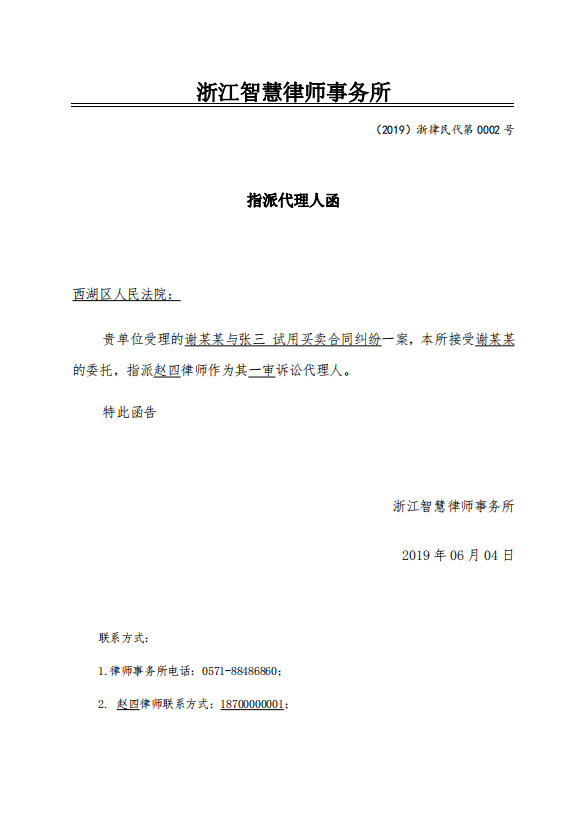 浙江智慧律师事务所
（2019）浙律民代第 0002 号
指派代理人函
西湖区人民法院：
贵单位受理的谢某某与张三 试用买卖合同纠纷一案，本所接受谢某某
的委托，指派赵四律师作为其一审诉讼代理人。
特此函告
浙江智慧律师事务所
2019 年 06 月 04 日
联系方式：
1.律师事务所电话：0571-88486860；
2. 赵四律师联系方式：18700000001；